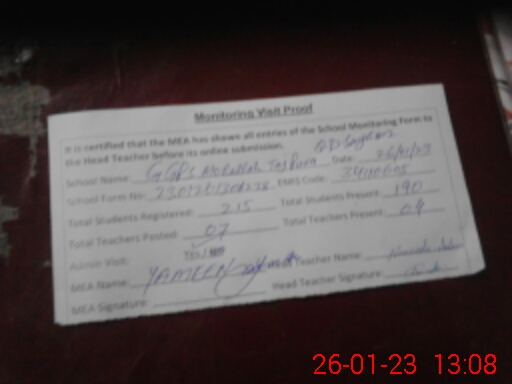 Monitoring Visit Proof
It is certified that the MEA has shown all entries of the School Monitoring Form to
the Head Teacher before its online submission.
School Name: GGPS Date: 26/01/23
School Form No: EMIS Code:
Total Students Registered: 215 Total Students Present: 190
Total Teachers Posted: 07 Total Teachers Present: 04
Admin Visit: Yes / No
MEA Name: YAMEEN Head Teacher Name:
MEA Signature: Head Teacher Signature:
26-01-23 13:08